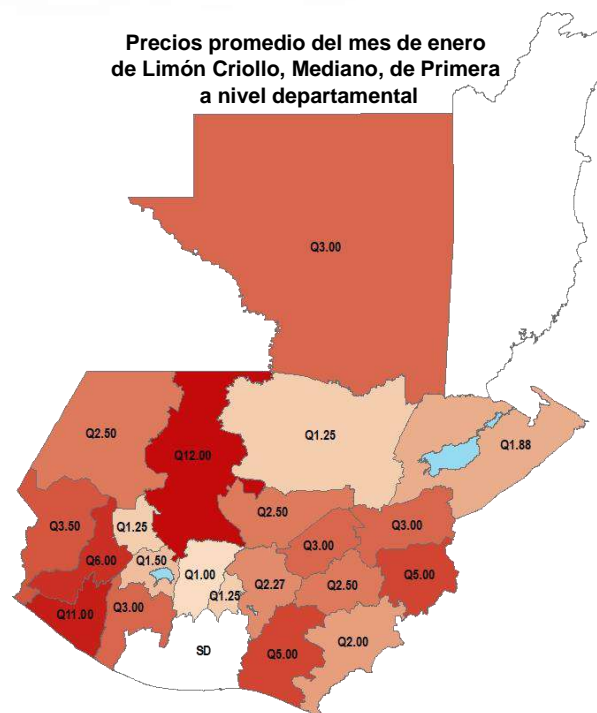 Precios promedio del mes de enero
de Limón Criollo, Mediano, de Primera
a nivel departamental
Q3.00
Q2.50
Q12.00
Q1.25
Q1.88
Q3.50
Q1.25
Q2.50
Q3.00
Q3.00
Q6.00
Q1.50
Q1.00
Q2.27
Q2.50
Q5.00
Q11.00
Q3.00
Q1.25
Q2.00
SD
Q5.00